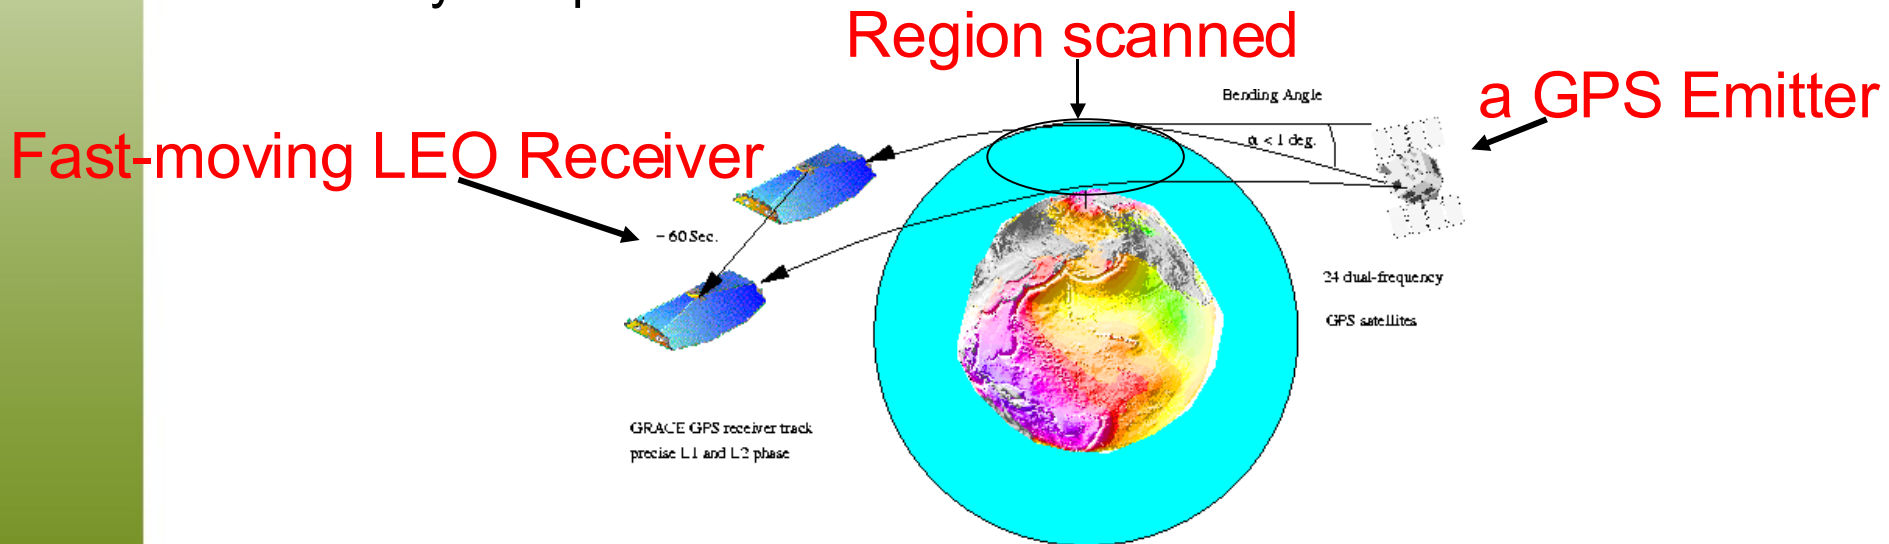 Region scanned
a GPS Emitter
Bending Angle
α < 1 deg.
Fast-moving LEO Receiver
~ 60 Sec.
24 dual-frequency
GPS satellites
GRACE GPS receiver track
precise L1 and L2 phase